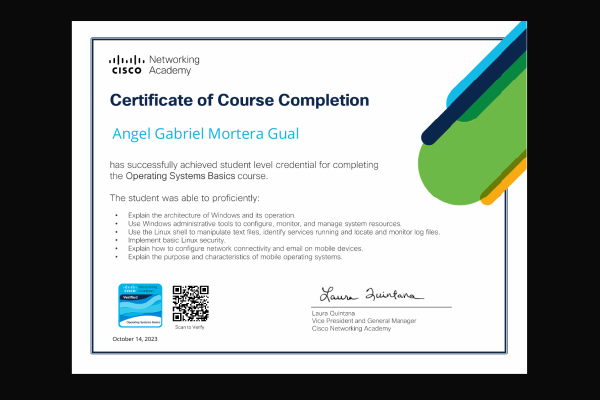 CISCO
Networking
Academy
Certificate of Course Completion
Angel Gabriel Mortera Gual
has successfully achieved student level credential for completing
the Operating Systems Basics course.
The student was able to proficiently:
• Explain the architecture of Windows and its operation.
• Use Windows administrative tools to configure, monitor, and manage system resources.
• Use the Linux shell to manipulate text files, identify services running and locate and monitor log files.
• Implement basic Linux security.
• Explain how to configure network connectivity and email on mobile devices.
• Explain the purpose and characteristics of mobile operating systems.
Verified
Operating Systems Basics
Scan to Verify
Laura Quintana
Laura Quintana
Vice President and General Manager
Cisco Networking Academy
October 14, 2023